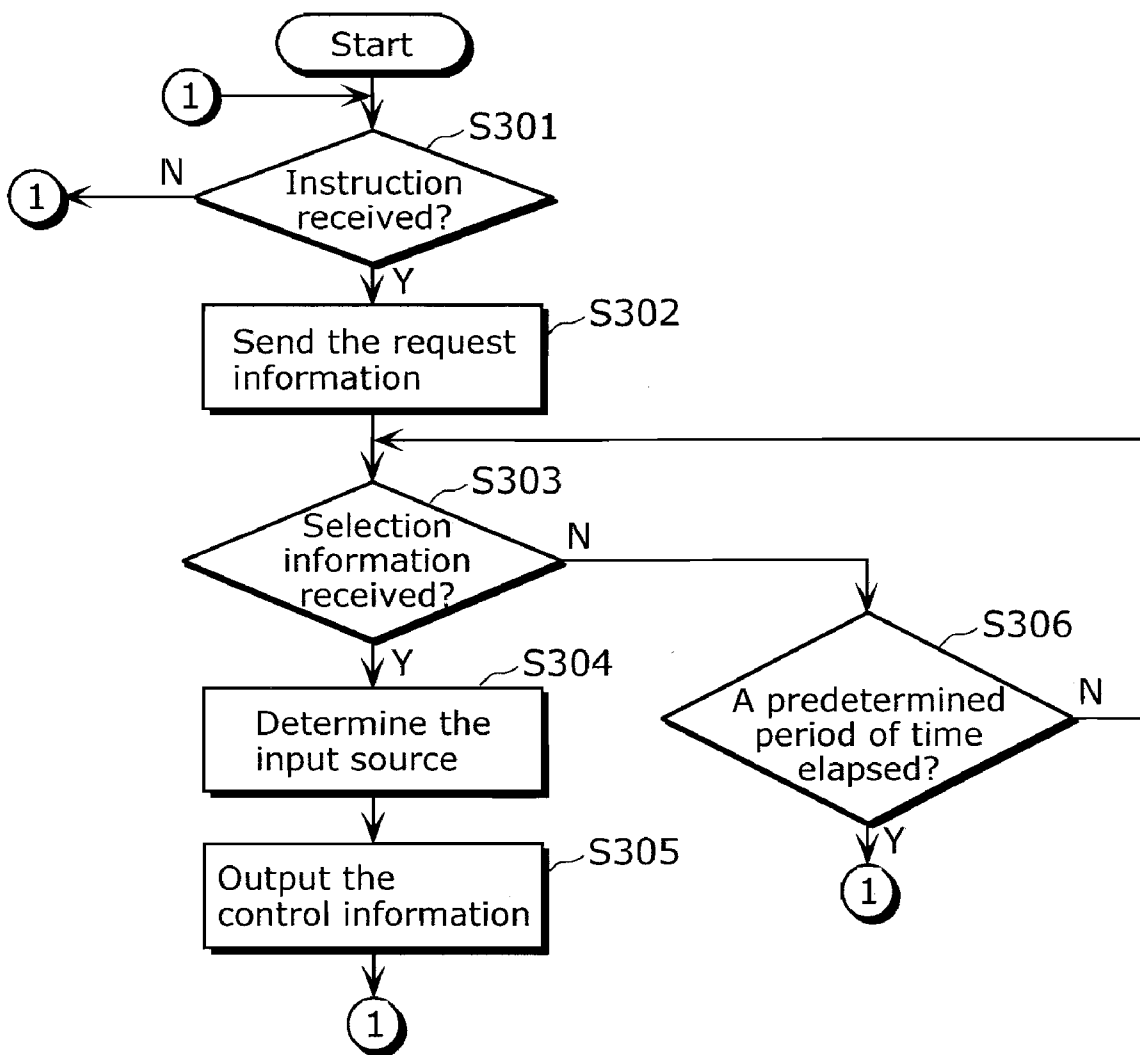 Start
1
S301
N
1
Instruction
received?
Y
S302
Send the request
information
S303
Selection
information
received?
N
Y
S304
S306
Determine the
input source
A predetermined
period of time
elapsed?
N
Y
1
S305
Output the
control information
1